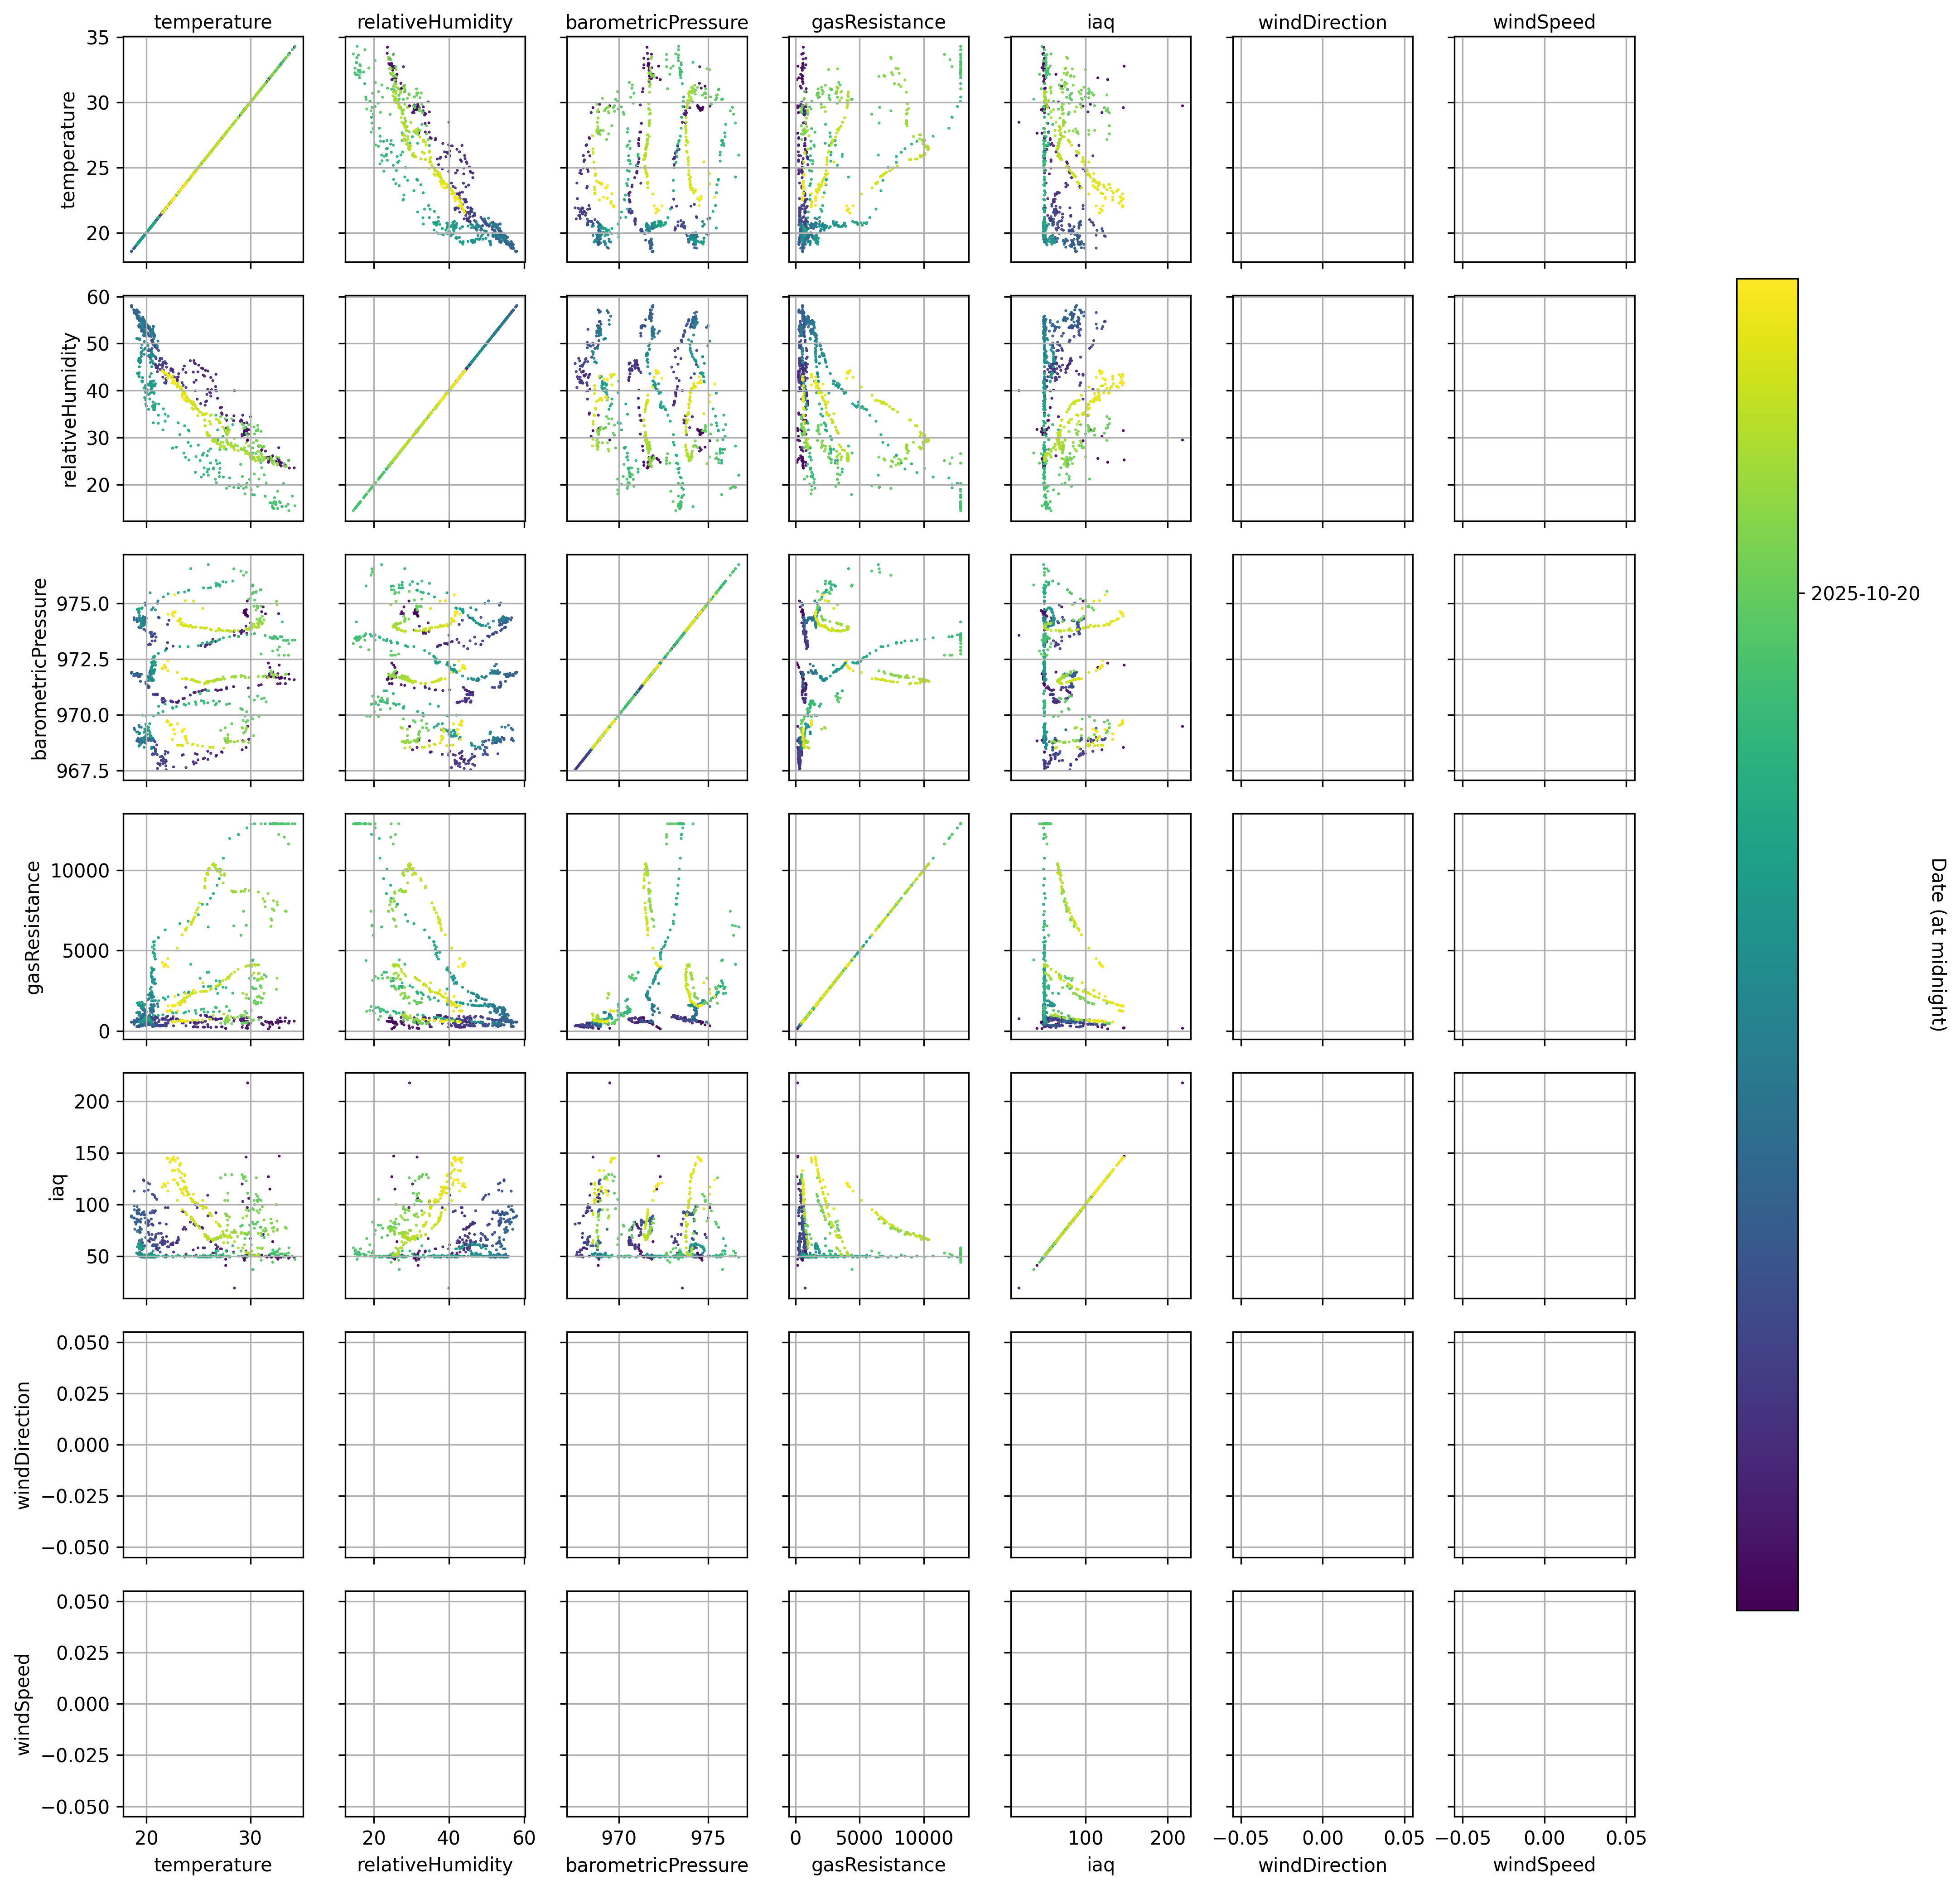 temperature relativeHumidity barometricPressure gasResistance iaq windDirection windSpeed
35
30
25
20
temperature
60
50
40
30
20
relativeHumidity
975.0
972.5
970.0
967.5
barometricPressure
10000
5000
0
gasResistance
200
150
100
50
iaq
0.050
0.025
0.000
−0.025
−0.050
windDirection
0.050
0.025
0.000
−0.025
−0.050
windSpeed
20 30 20 40 60 970 975 0 5000 10000 100 200 −0.05 0.00 0.05 −0.05 0.00 0.05
temperature relativeHumidity barometricPressure gasResistance iaq windDirection windSpeed
2025-10-20
Date (at midnight)